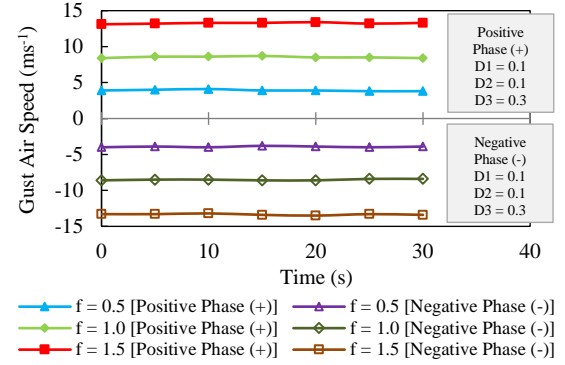 15
10
5
0
-5
-10
-15
Gust Air Speed (ms⁻¹)
Positive
Phase (+)
D1 = 0.1
D2 = 0.1
D3 = 0.3
Negative
Phase (-)
D1 = 0.1
D2 = 0.1
D3 = 0.3
0 10 20 30 40
Time (s)
f = 0.5 [Positive Phase (+)] f = 0.5 [Negative Phase (-)]
f = 1.0 [Positive Phase (+)] f = 1.0 [Negative Phase (-)]
f = 1.5 [Positive Phase (+)] f = 1.5 [Negative Phase (-)]